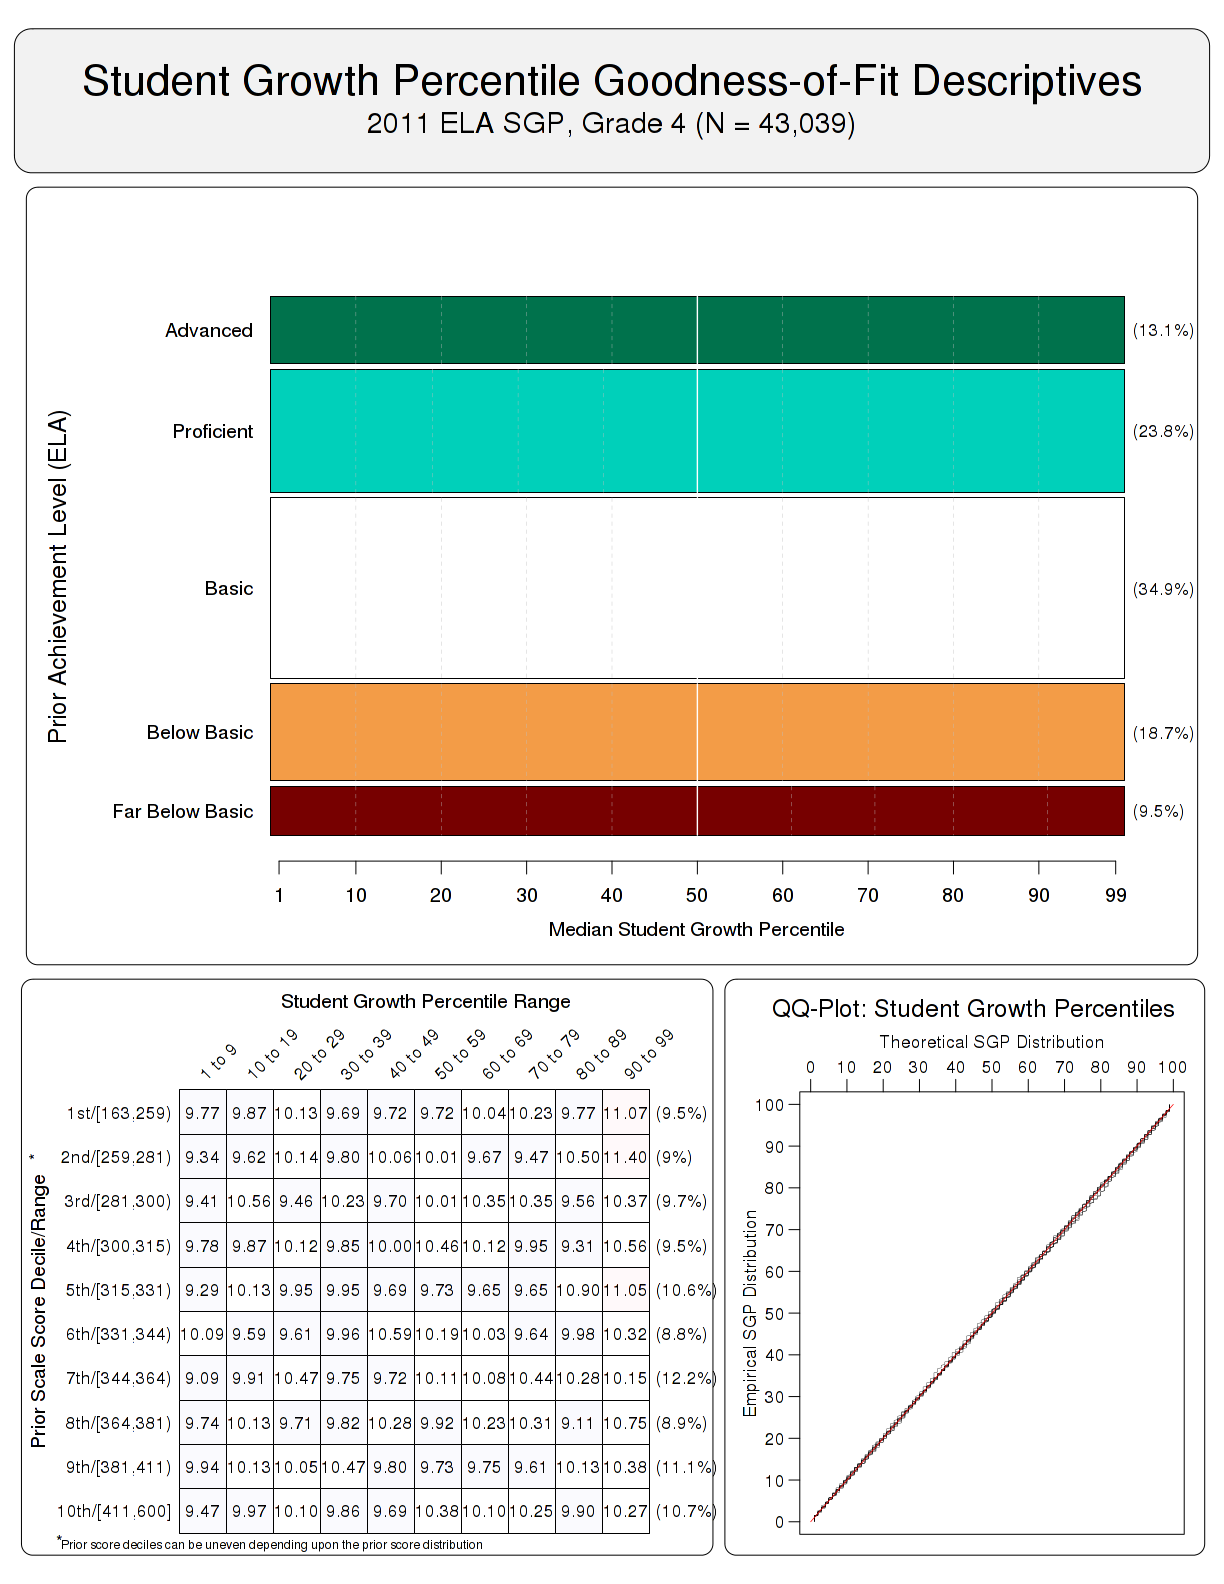 Student Growth Percentile Goodness-of-Fit Descriptives
2011 ELA SGP, Grade 4 (N = 43,039)
Prior Achievement Level (ELA)
Advanced (13.1%)
Proficient (23.8%)
Basic (34.9%)
Below Basic (18.7%)
Far Below Basic (9.5%)
1 10 20 30 40 50 60 70 80 90 99
Median Student Growth Percentile
Student Growth Percentile Range
1 to 9 10 to 19 20 to 29 30 to 39 40 to 49 50 to 59 60 to 69 70 to 79 80 to 89 90 to 99
Prior Scale Score Decile/Range *
1st/[163,259) 9.77 9.87 10.13 9.69 9.72 9.72 10.04 10.23 9.77 11.07 (9.5%)
2nd/[259,281) 9.34 9.62 10.14 9.80 10.06 10.01 9.67 9.47 10.50 11.40 (9%)
3rd/[281,300) 9.41 10.56 9.46 10.23 9.70 10.01 10.35 10.35 9.56 10.37 (9.7%)
4th/[300,315) 9.78 9.87 10.12 9.85 10.00 10.46 10.12 9.95 9.31 10.56 (9.5%)
5th/[315,331) 9.29 10.13 9.95 9.95 9.69 9.73 9.65 9.65 10.90 11.05 (10.6%)
6th/[331,344) 10.09 9.59 9.61 9.96 10.59 10.19 10.03 9.64 9.98 10.32 (8.8%)
7th/[344,364) 9.09 9.91 10.47 9.75 9.72 10.11 10.08 10.44 10.28 10.15 (12.2%)
8th/[364,381) 9.74 10.13 9.71 9.82 10.28 9.92 10.23 10.31 9.11 10.75 (8.9%)
9th/[381,411) 9.94 10.13 10.05 10.47 9.80 9.73 9.75 9.61 10.13 10.38 (11.1%)
10th/[411,600] 9.47 9.97 10.10 9.86 9.69 10.38 10.10 10.25 9.90 10.27 (10.7%)
*Prior score deciles can be uneven depending upon the prior score distribution
QQ-Plot: Student Growth Percentiles
Theoretical SGP Distribution
0 10 20 30 40 50 60 70 80 90 100
Empirical SGP Distribution
100
90
80
70
60
50
40
30
20
10
0